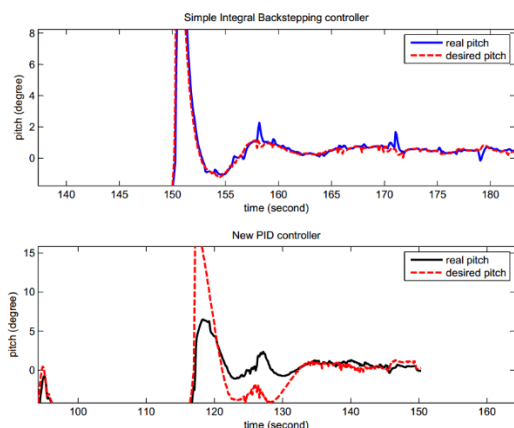 Simple Integral Backstepping controller
8
6
4
2
0
pitch (degree)
real pitch
desired pitch
140 145 150 155 160 165 170 175 180
time (second)
New PID controller
15
10
5
0
pitch (degree)
real pitch
desired pitch
100 110 120 130 140 150 160
time (second)